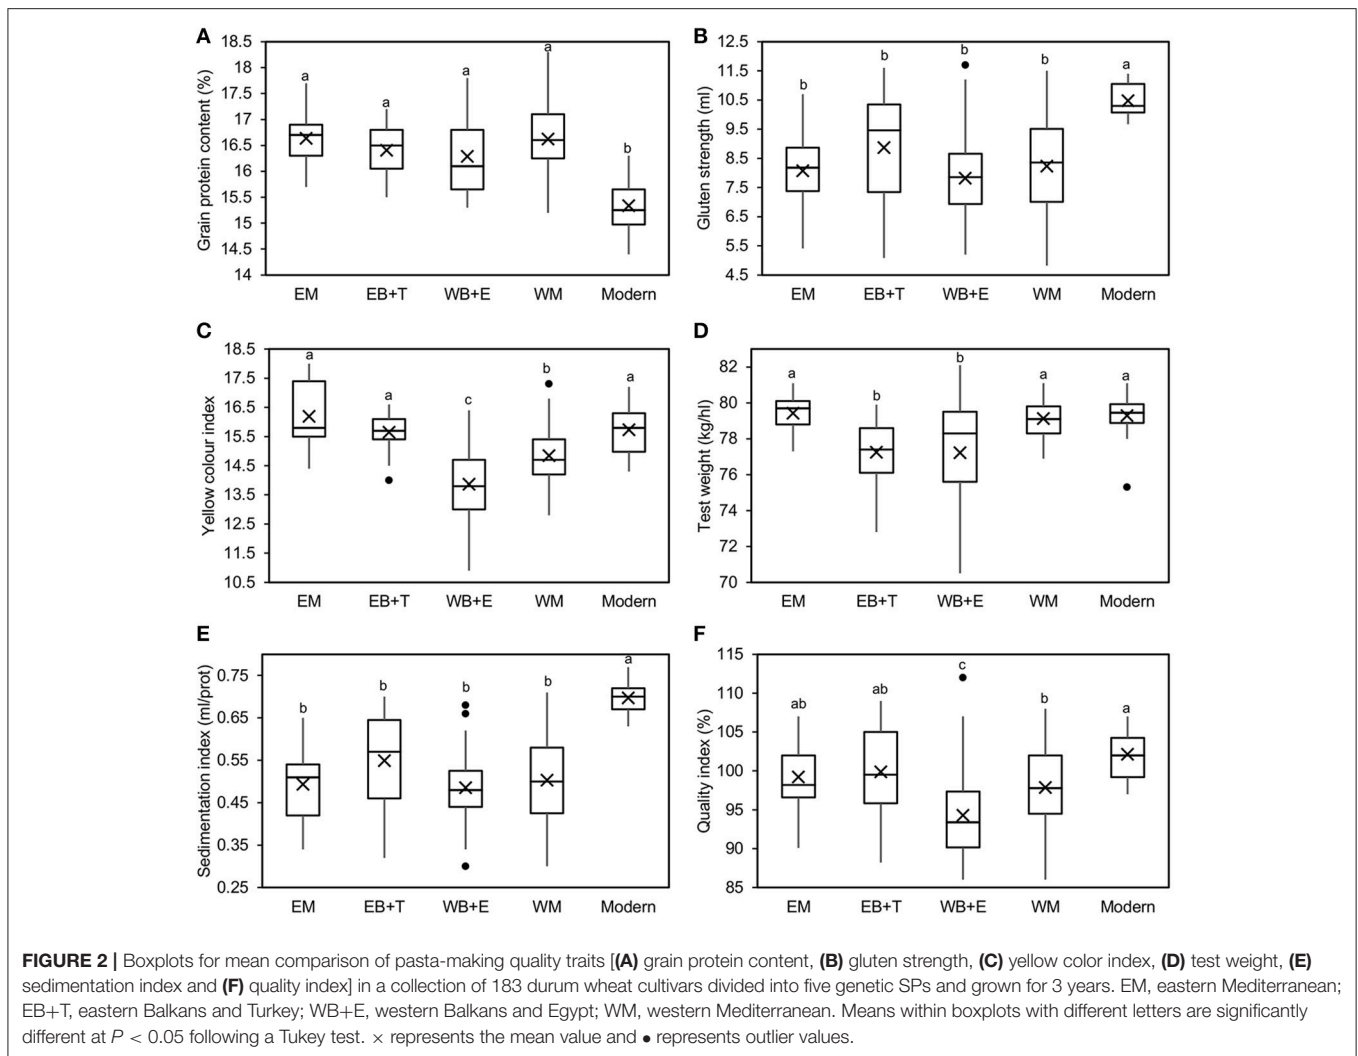 A
18.5
18
17.5
17
16.5
16
15.5
15
14.5
14
Grain protein content (%)
a
a
a
a
b
EM EB+T WB+E WM Modern
B
12.5
11.5
10.5
9.5
8.5
7.5
6.5
5.5
4.5
Gluten strength (ml)
b
b
b
b
a
EM EB+T WB+E WM Modern
C
18.5
17.5
16.5
15.5
14.5
13.5
12.5
11.5
10.5
Yellow colour index
a
a
c
b
a
EM EB+T WB+E WM Modern
D
82
80
78
76
74
72
70
Test weight (kg/hl)
a
b
b
a
a
EM EB+T WB+E WM Modern
E
0.75
0.65
0.55
0.45
0.35
0.25
Sedimentation index (ml/prot)
b
b
b
b
a
EM EB+T WB+E WM Modern
F
115
110
105
100
95
90
85
Quality index (%)
ab
ab
c
b
a
EM EB+T WB+E WM Modern
FIGURE 2 | Boxplots for mean comparison of pasta-making quality traits [(A) grain protein content, (B) gluten strength, (C) yellow color index, (D) test weight, (E)
sedimentation index and (F) quality index] in a collection of 183 durum wheat cultivars divided into five genetic SPs and grown for 3 years. EM, eastern Mediterranean;
EB+T, eastern Balkans and Turkey; WB+E, western Balkans and Egypt; WM, western Mediterranean. Means within boxplots with different letters are significantly
different at P < 0.05 following a Tukey test. × represents the mean value and ● represents outlier values.